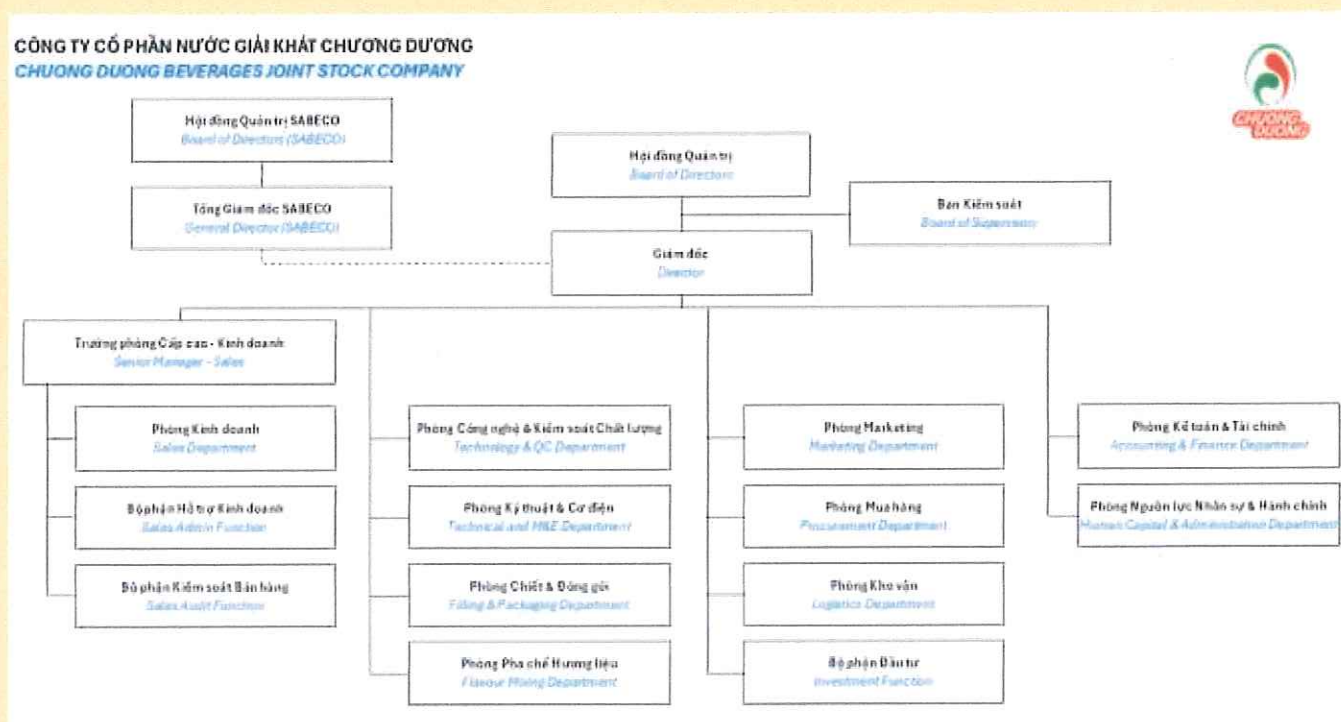 CÔNG TY CỔ PHẦN NƯỚC GIẢI KHÁT CHƯƠNG DƯƠNG
CHUONG DUONG BEVERAGES JOINT STOCK COMPANY
CHUONG
DUONG
Hội đồng Quản trị SABECO
Board of Directors (SABECO)
Hội đồng Quản trị
Board of Directors
Tổng Giám đốc SABECO
General Director (SABECO)
Ban Kiểm soát
Board of Supervisory
Giám đốc
Director
Trưởng phòng Cấp cao - Kinh doanh
Senior Manager - Sales
Phòng Kinh doanh
Sales Department
Phòng Công nghệ & Kiểm soát Chất lượng
Technology & QC Department
Phòng Marketing
Marketing Department
Phòng Kế toán & Tài chính
Accounting & Finance Department
Bộ phận Hỗ trợ Kinh doanh
Sales Admin Function
Phòng Kỹ thuật & Cơ điện
Technical and M&E Department
Phòng Mua hàng
Procurement Department
Phòng Nguồn lực Nhân sự & Hành chính
Human Capital & Administration Department
Bộ phận Kiểm soát Bán hàng
Sales Audit Function
Phòng Chiết & Đóng gói
Filling & Packaging Department
Phòng Kho vận
Logistics Department
Phòng Pha chế Hương liệu
Flavour Mixing Department
Bộ phận Đầu tư
Investment Function